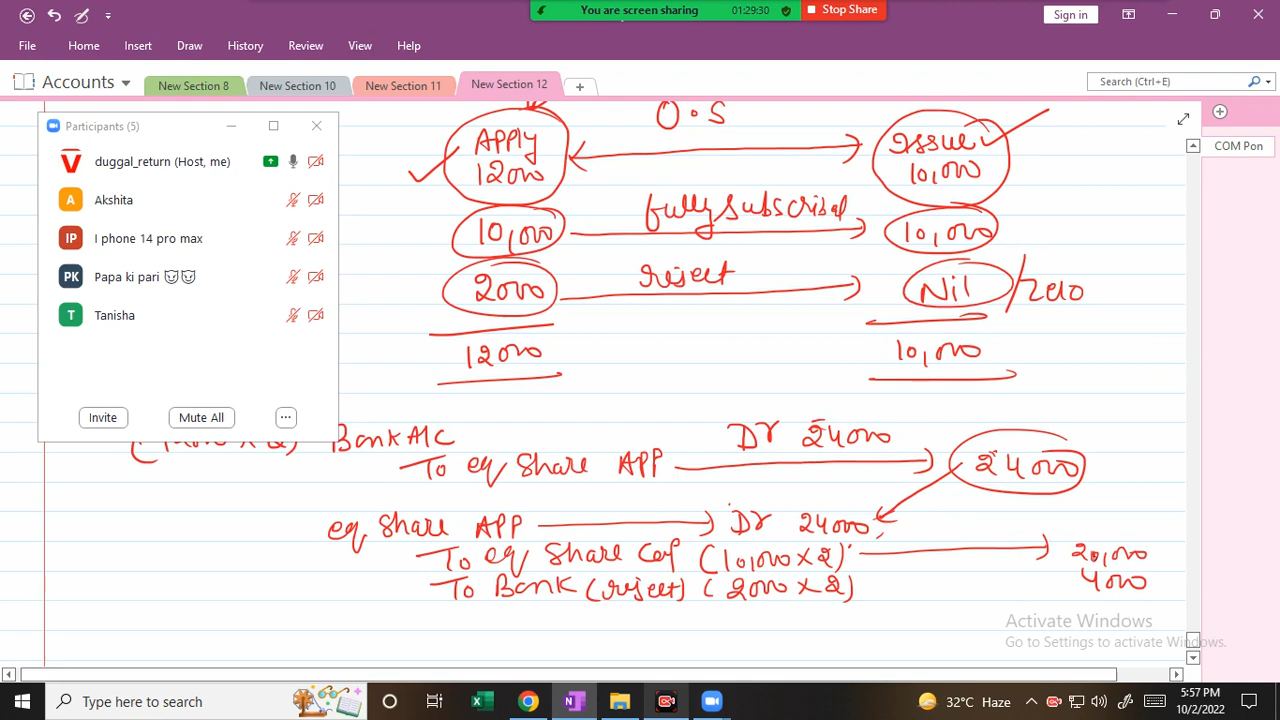 You are screen sharing
01:29:30
Stop Share
Sign in
File Home Insert Draw History Review View Help
Accounts
New Section 8
New Section 10
New Section 11
New Section 12
Search (Ctrl+E)
COM Pon
Participants (5)
duggal_return (Host, me)
A Akshita
IP I phone 14 pro max
PK Papa ki pari
T Tanisha
Invite
Mute All
O.S
Apply Issue
12000 10,000
10,000 fully subscribed 10,000
2000 reject Nil / zero
12000 10,000
Bank A/C Dr 24000
To eq Share APP 24000
eq Share APP Dr 24000
To eq Share Cap (10,000 x 2) 20,000
To Bank (reject) (2000 x 2) 4000
Activate Windows
Go to Settings to activate Windows.
Type here to search
32°C Haze
5:57 PM
10/2/2022